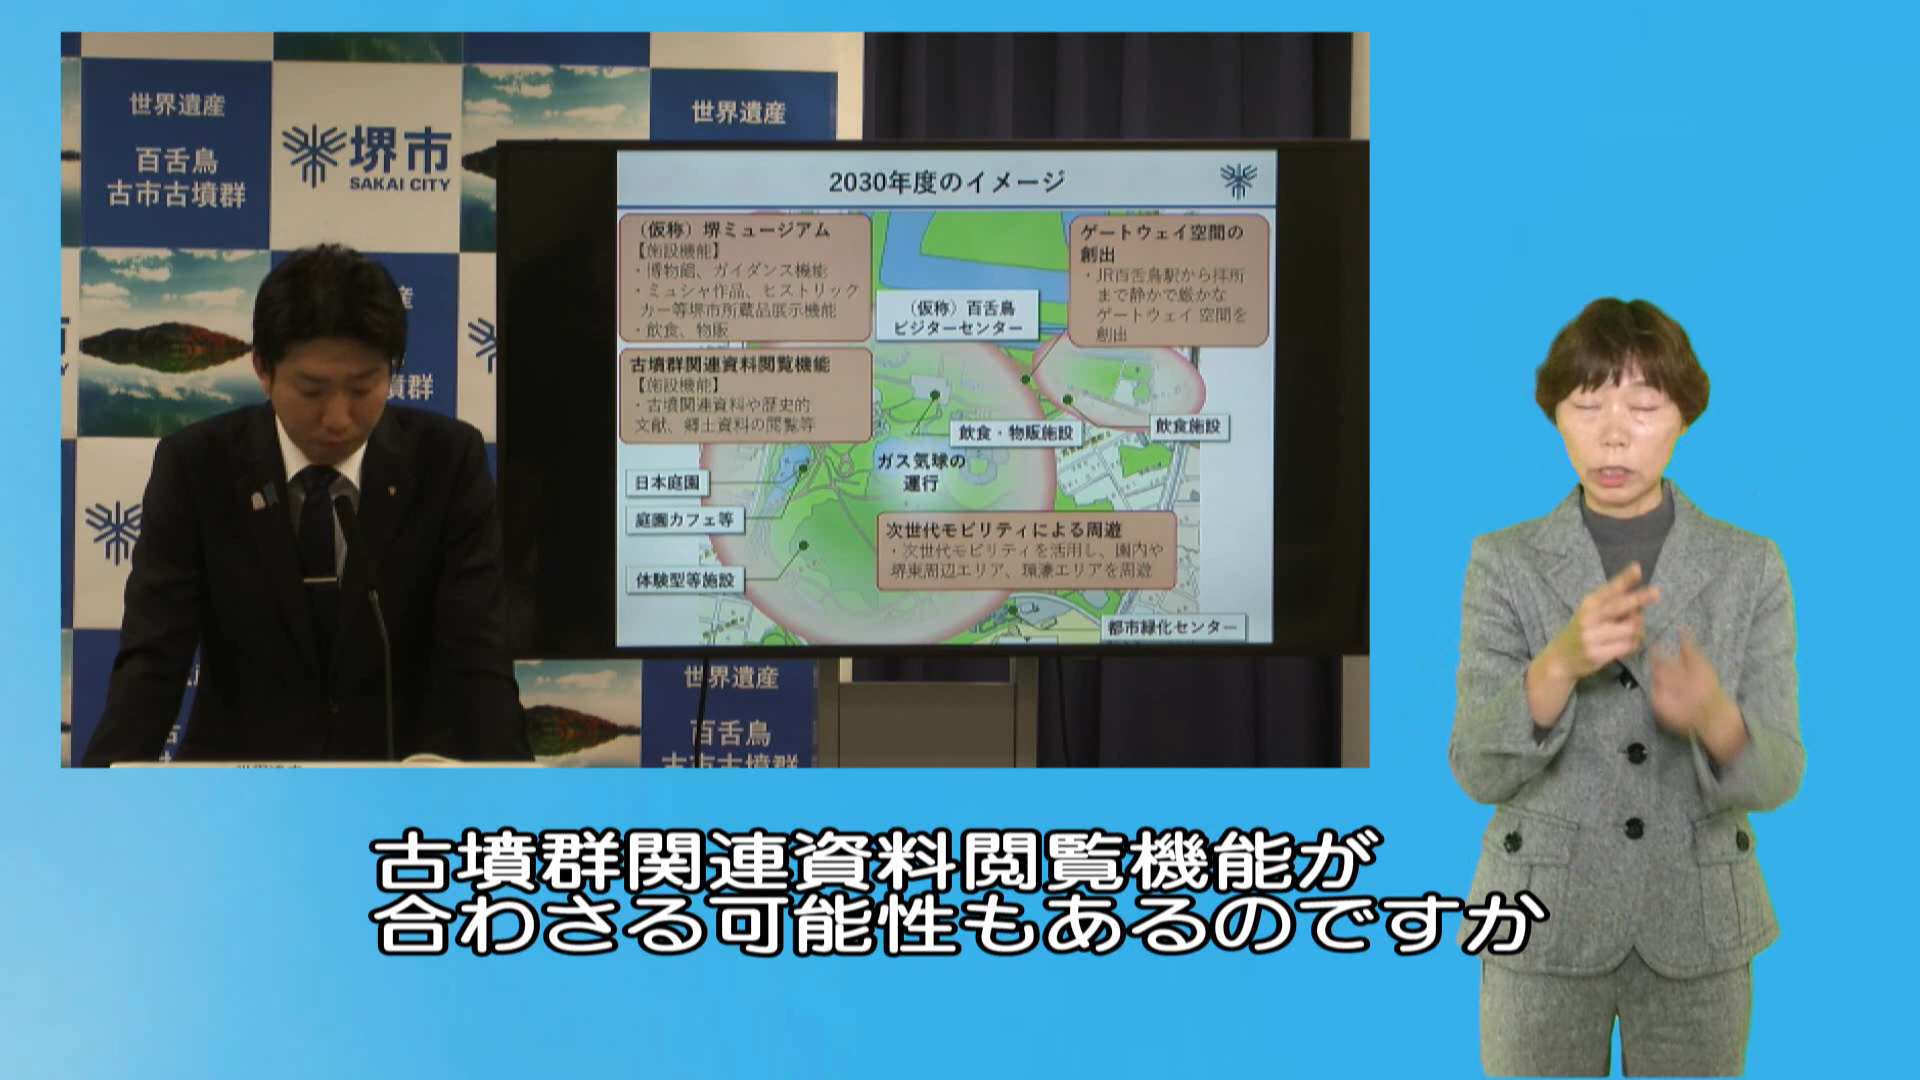 世界遺産
百舌鳥
古市古墳群
堺市
SAKAI CITY
世界遺産
2030年度のイメージ
（仮称）堺ミュージアム
【施設機能】
・博物館、ガイダンス機能
・ミュシャ作品、ヒストリック
カー等堺市所蔵品展示機能
・飲食、物販
古墳群関連資料閲覧機能
【施設機能】
・古墳関連資料や歴史的
文献、郷土資料の閲覧等
（仮称）百舌鳥
ビジターセンター
ゲートウェイ空間の
創出
・JR百舌鳥駅から拝所
まで静かで厳かな
ゲートウェイ空間を
創出
飲食・物販施設
飲食施設
ガス気球の
運行
日本庭園
庭園カフェ等
体験型等施設
次世代モビリティによる周遊
・次世代モビリティを活用し、園内や
堺東周辺エリア、環濠エリアを周遊
都市緑化センター
墳群
世界遺産
百舌鳥
古市古墳群
古墳群関連資料閲覧機能が
合わさる可能性もあるのですか